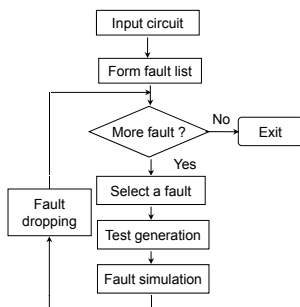 Input circuit
Form fault list
More fault ?
No
Exit
Yes
Select a fault
Fault
dropping
Test generation
Fault simulation